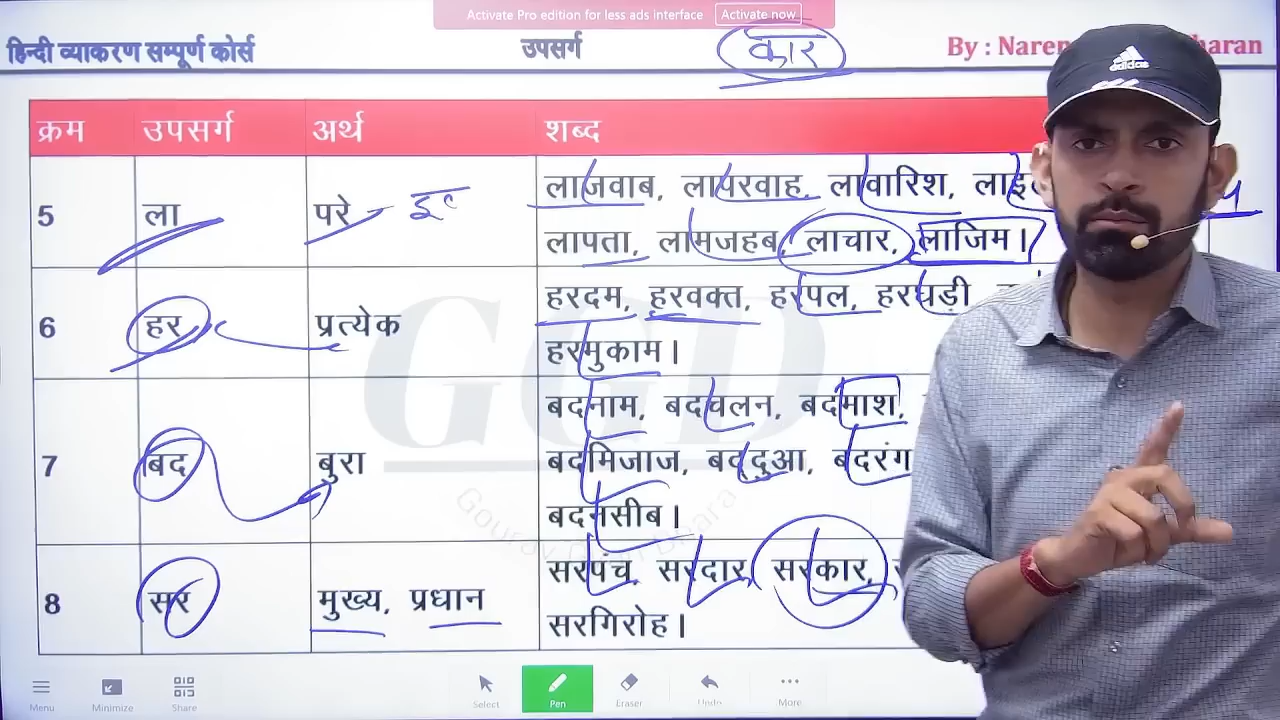 Activate Pro edition for less ads interface Activate now
हिन्दी व्याकरण सम्पूर्ण कोर्स उपसर्ग कार By : Naren haran
क्रम उपसर्ग अर्थ शब्द
5 ला परे लाजवाब, लापरवाह, लावारिश,
लापता, लामजहब, लाचार, लाजिम।
6 हर प्रत्येक हरदम, हरवक्त, हरपल, हरघड़ी
हरमुकाम।
7 बद बुरा बदनाम, बदचलन, बदमाश,
बदमिजाज, बददुआ, बदरंग
बदनसीब।
8 सर मुख्य, प्रधान सरपंच, सरदार, सरकार,
सरगिरोह।
GGD
Menu Minimize Share Select Pen Eraser Undo More
adidas